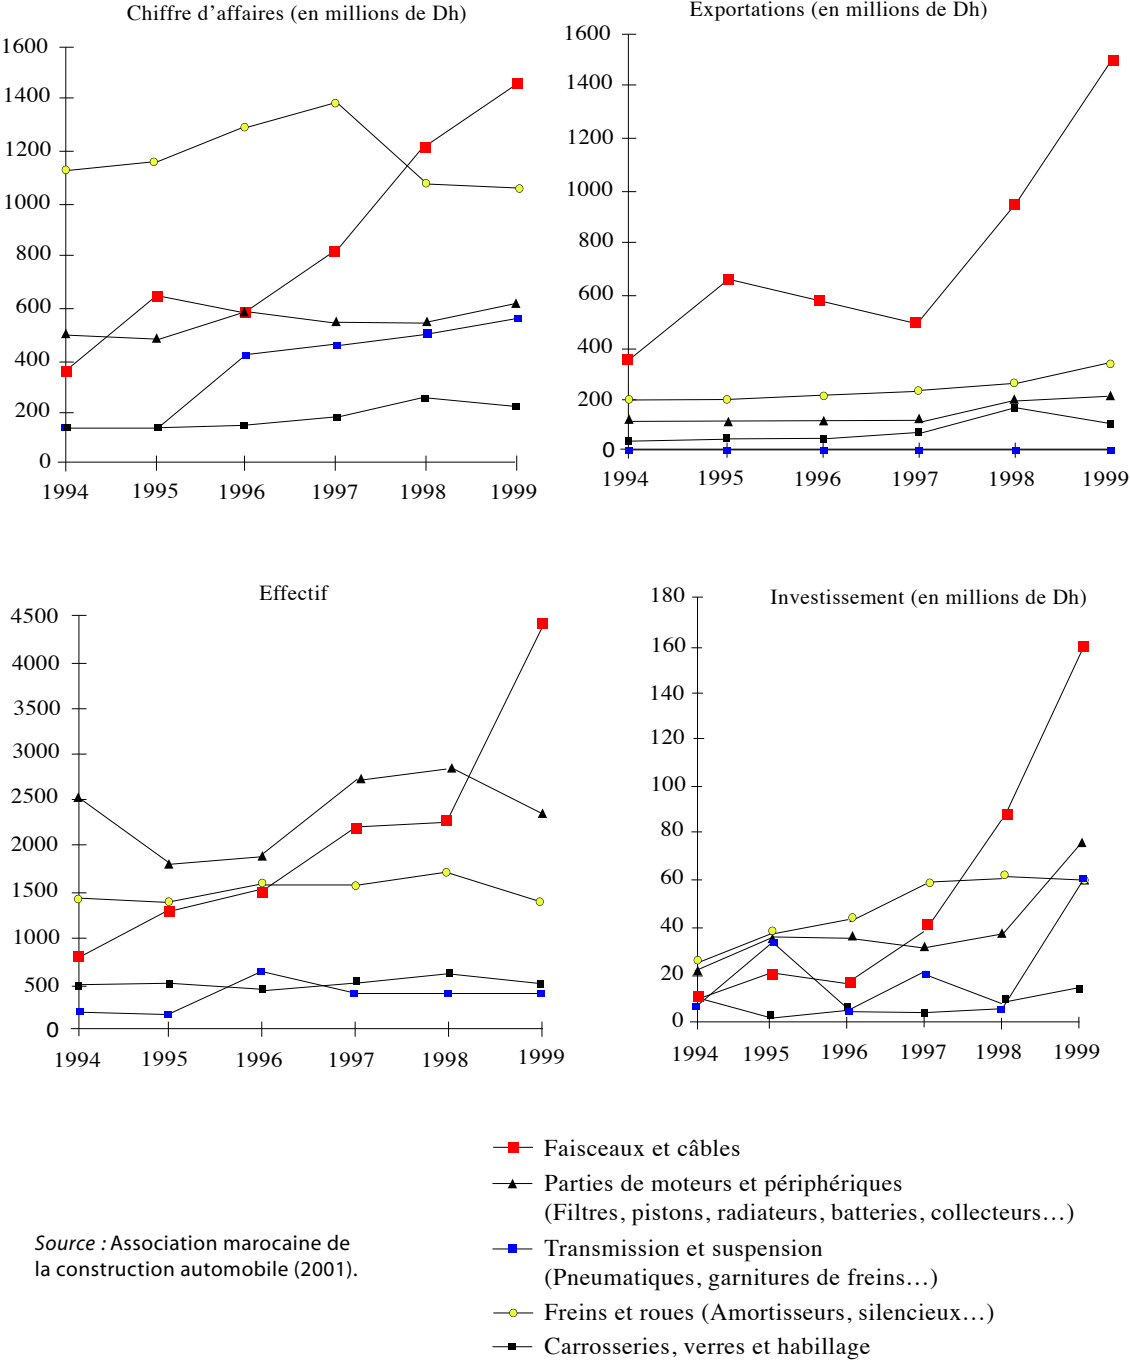 Chiffre d’affaires (en millions de Dh)
1600
1400
1200
1000
800
600
400
200
0
1994 1995 1996 1997 1998 1999
Exportations (en millions de Dh)
1600
1400
1200
1000
800
600
400
200
0
1994 1995 1996 1997 1998 1999
Effectif
4500
4000
3500
3000
2500
2000
1500
1000
500
0
1994 1995 1996 1997 1998 1999
Investissement (en millions de Dh)
180
160
140
120
100
80
60
40
20
0
1994 1995 1996 1997 1998 1999
Faisceaux et câbles
Parties de moteurs et périphériques
(Filtres, pistons, radiateurs, batteries, collecteurs…)
Transmission et suspension
(Pneumatiques, garnitures de freins…)
Freins et roues (Amortisseurs, silencieux…)
Carrosseries, verres et habillage
Source : Association marocaine de
la construction automobile (2001).